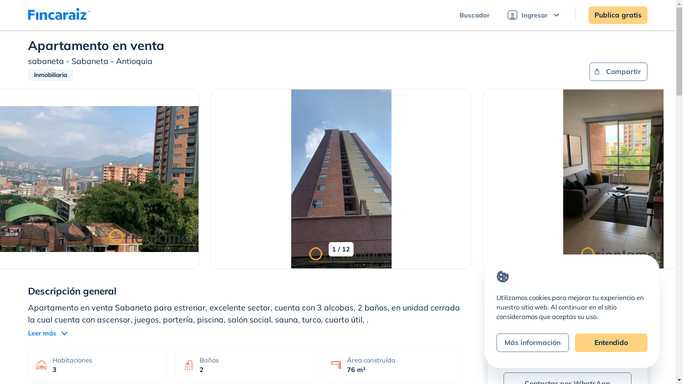 Fincaraiz
Buscador
Ingresar
Publica gratis
Apartamento en venta
sabaneta - Sabaneta - Antioquia
Inmobiliaria
Compartir
1 / 12
Descripción general
Apartamento en venta Sabaneta para estrenar, excelente sector, cuenta con 3 alcobas, 2 baños, en unidad cerrada
la cual cuenta con ascensor, juegos, portería, piscina, salón social. sauna, turco, cuarto útil, .
Leer más
Habitaciones
3
Baños
2
Área construida
76 m²
Utilizamos cookies para mejorar tu experiencia en
nuestro sitio web. Al continuar en el sitio
consideramos que aceptas su uso.
Más información
Entendido
Contactar por WhatsApp